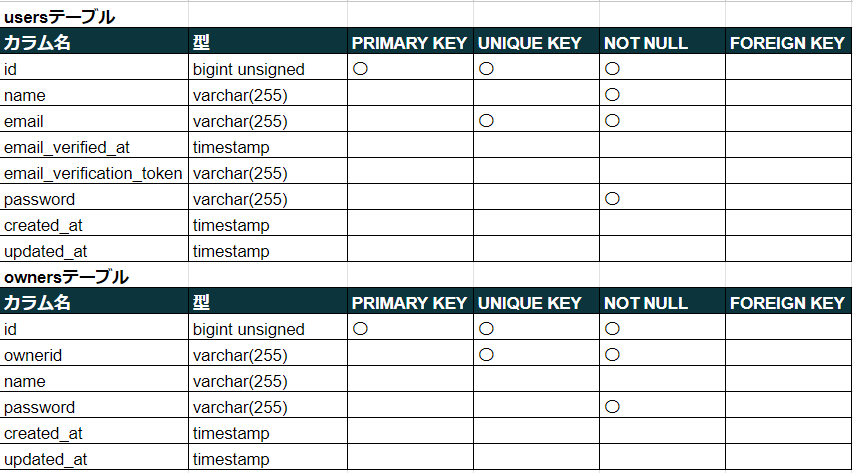 usersテーブル
カラム名 型 PRIMARY KEY UNIQUE KEY NOT NULL FOREIGN KEY
id bigint unsigned 〇 〇 〇
name varchar(255) 〇
email varchar(255) 〇 〇
email_verified_at timestamp
email_verification_token varchar(255)
password varchar(255) 〇
created_at timestamp
updated_at timestamp
ownersテーブル
カラム名 型 PRIMARY KEY UNIQUE KEY NOT NULL FOREIGN KEY
id bigint unsigned 〇 〇 〇
ownerid varchar(255) 〇 〇
name varchar(255)
password varchar(255) 〇
created_at timestamp
updated_at timestamp